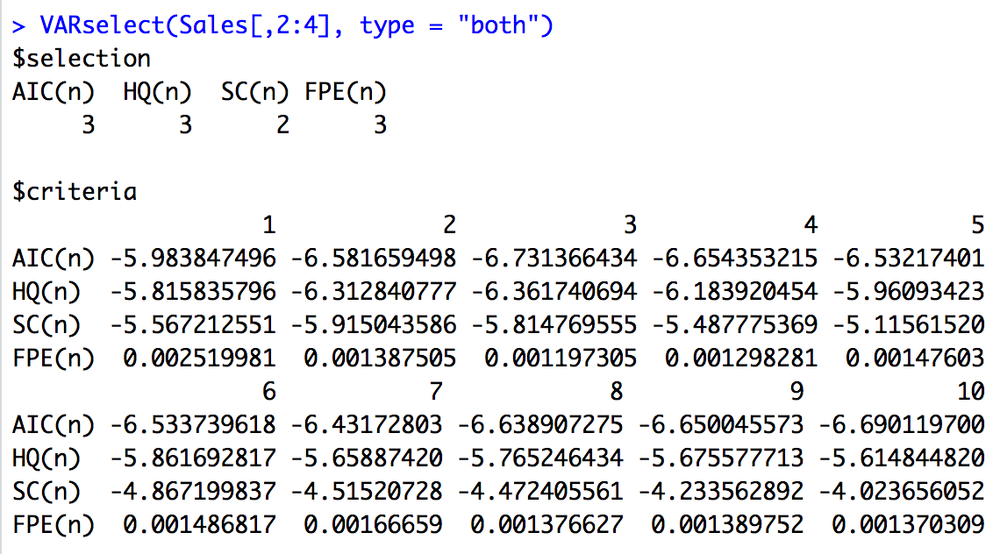 > VARselect(Sales[,2:4], type = "both")
$selection
AIC(n)  HQ(n)  SC(n) FPE(n)
     3      3      2      3

$criteria
                  1            2            3            4           5
AIC(n) -5.983847496 -6.581659498 -6.731366434 -6.654353215 -6.53217401
HQ(n)  -5.815835796 -6.312840777 -6.361740694 -6.183920454 -5.96093423
SC(n)  -5.567212551 -5.915043586 -5.814769555 -5.487775369 -5.11561520
FPE(n)  0.002519981  0.001387505  0.001197305  0.001298281  0.00147603
                  6           7            8            9           10
AIC(n) -6.533739618 -6.43172803 -6.638907275 -6.650045573 -6.690119700
HQ(n)  -5.861692817 -5.65887420 -5.765246434 -5.675577713 -5.614844820
SC(n)  -4.867199837 -4.51520728 -4.472405561 -4.233562892 -4.023656052
FPE(n)  0.001486817  0.00166659  0.001376627  0.001389752  0.001370309